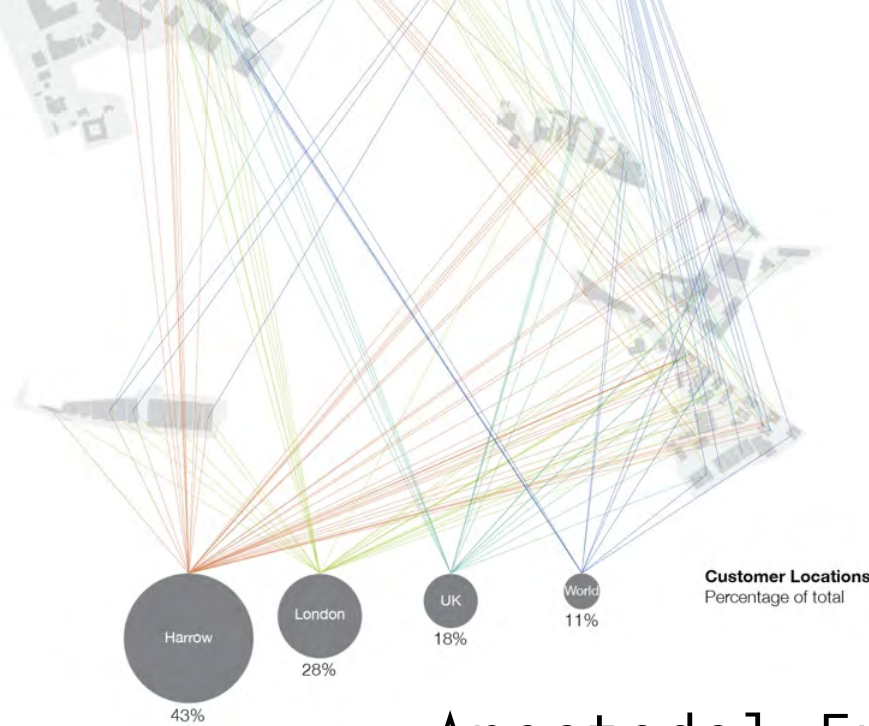 Customer Locations
Percentage of total
Harrow
London
UK
World
43%
28%
18%
11%